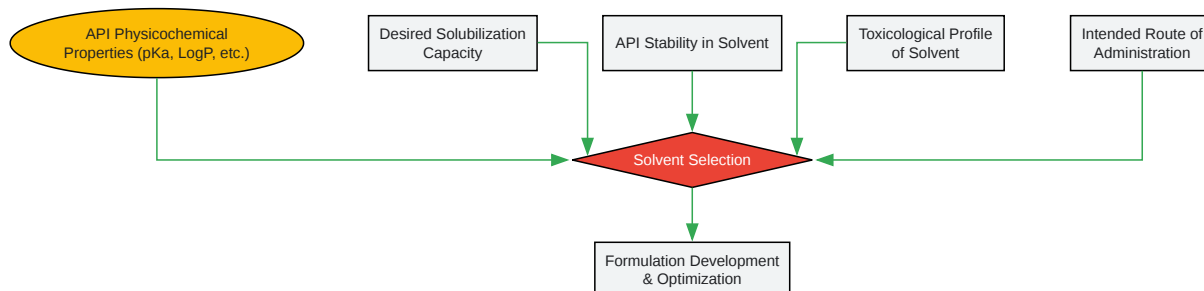 API Physicochemical
Properties (pKa, LogP, etc.)
Desired Solubilization
Capacity
API Stability in Solvent
Toxicological Profile
of Solvent
Intended Route of
Administration
Solvent Selection
Formulation Development
& Optimization